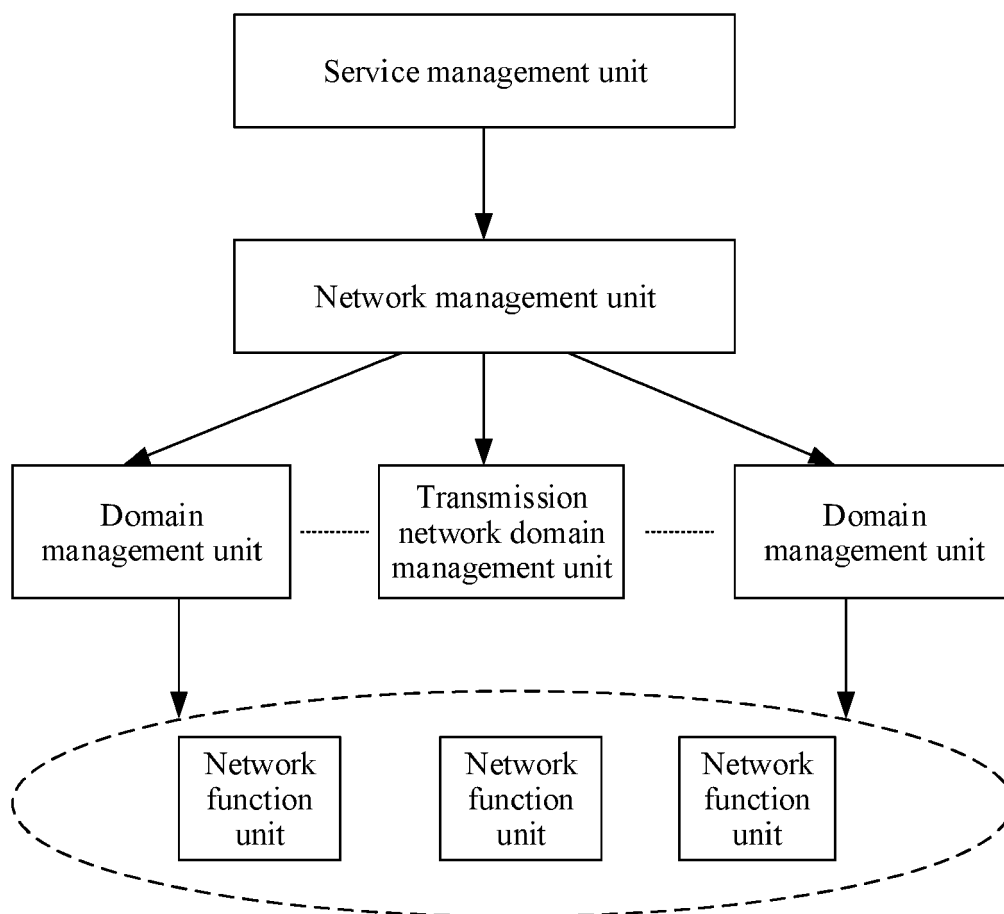 Service management unit
Network management unit
Domain
management unit
Transmission
network domain
management unit
Domain
management unit
Network
function
unit
Network
function
unit
Network
function
unit